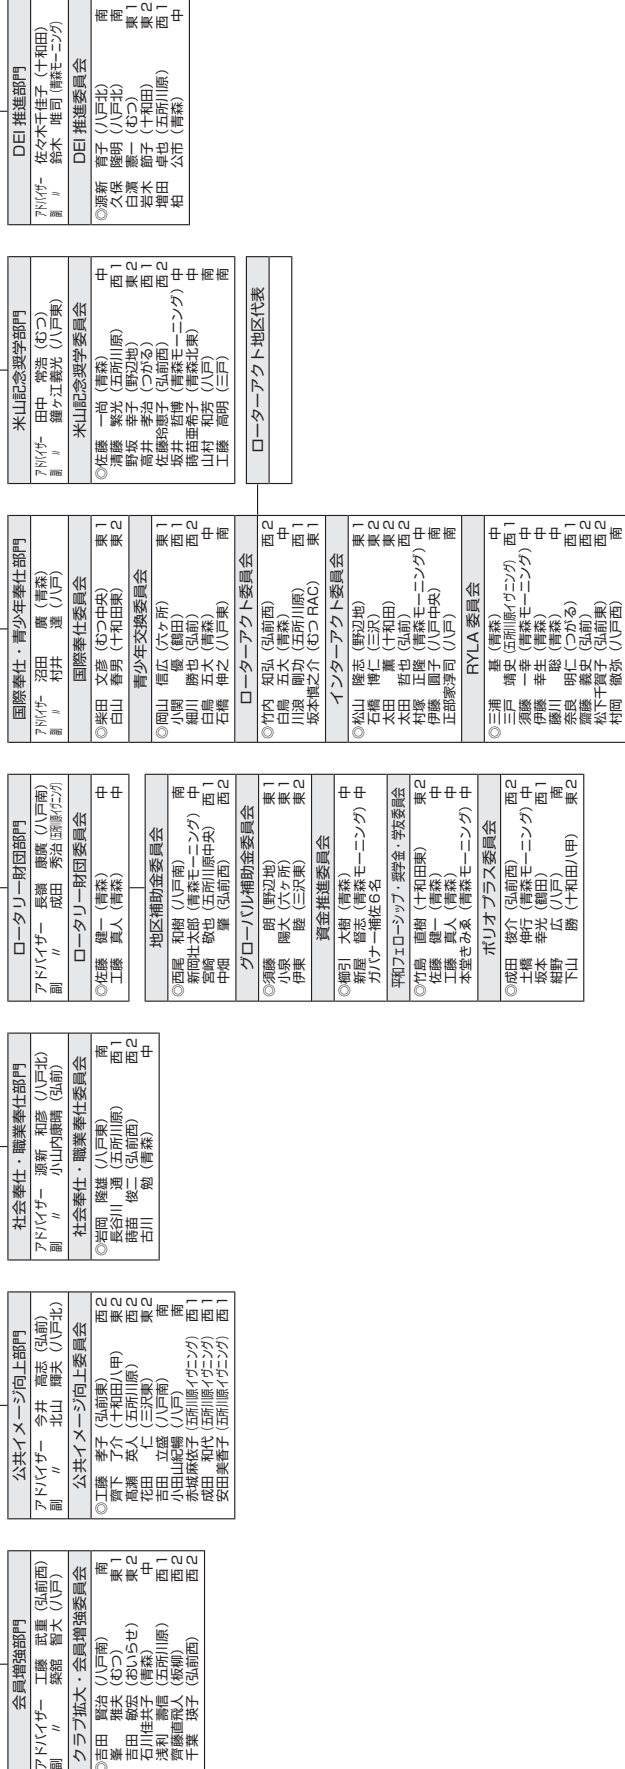 会員増強部門
アドバイザー 工藤 武重 (弘前西)
副 〃 築舘 智大 (八戸)
クラブ拡大・会員増強委員会
◎吉田 賢治 (八戸南) 南
峯 雅夫 (むつ) 東1
吉田 敏宏 (おいらせ) 東2
石川佳共子 (青森) 中
浅利 壽信 (五所川原) 西1
齋藤直飛人 (板柳) 西2
千葉 瑛子 (弘前西) 西2
公共イメージ向上部門
アドバイザー 今井 高志 (弘前)
副 〃 北山 輝夫 (八戸北)
公共イメージ向上委員会
◎工藤 孝子 (弘前東) 西2
齊下 了介 (十和田八甲) 東2
髙瀬 英人 (五所川原) 西2
花田 仁 (三沢東) 東2
吉田 立盛 (八戸南) 南
小田山紀暢 (八戸) 南
赤城麻依子 (五所川原イヴニング) 西1
成田 和代 (五所川原イヴニング) 西1
安田美香子 (五所川原イヴニング) 西1
社会奉仕・職業奉仕部門
アドバイザー 源新 和彦 (八戸北)
副 〃 小山内康晴 (弘前)
社会奉仕・職業奉仕委員会
◎岩岡 隆雄 (八戸東) 南
長谷川 通 (五所川原) 西1
蒔苗 俊二 (弘前西) 西2
古川 勉 (青森) 中
ロータリー財団部門
アドバイザー 長嶺 康廣 (八戸南)
副 〃 成田 秀治 (五所川原イヴニング)
ロータリー財団委員会
◎佐藤 健一 (青森) 中
工藤 真人 (青森) 中
地区補助金委員会
◎西尾 和樹 (八戸南) 南
新岡壮太郎 (青森モーニング) 中
宮崎 敬也 (五所川原中央) 西1
中畑 肇 (弘前西) 西2
グローバル補助金委員会
◎須藤 朗 (野辺地) 東1
小泉 陽大 (六ケ所) 東1
伊東 睦 (三沢東) 東2
資金推進委員会
◎櫛引 大樹 (青森) 中
新屋 督志 (青森モーニング) 中
ガバナー補佐6名
平和フェローシップ・奨学金・学友委員会
◎竹島 直樹 (十和田東) 東2
佐藤 健一 (青森) 中
工藤 真人 (青森) 中
本堂きみゑ (青森モーニング) 中
ポリオプラス委員会
◎成田 俊介 (弘前西) 西2
土橋 伸行 (青森モーニング) 中
坂本 幸光 (鶴田) 西1
紺野 広 (八戸) 南
下山 勝 (十和田八甲) 東2
国際奉仕・青少年奉仕部門
アドバイザー 沼田 廣 (青森)
副 〃 村井 達 (八戸)
国際奉仕委員会
◎柴田 文彦 (むつ中央) 東1
白山 春男 (十和田東) 東2
青少年交換委員会
◎岡山 信広 (六ヶ所) 東1
小関 優 (鶴田) 西1
細川 勝也 (弘前) 西2
白鳥 五大 (青森) 中
石橋 伸之 (八戸東) 南
ローターアクト委員会
◎竹内 知弘 (弘前西) 西2
白鳥 五大 (青森) 中
川浪 剛功 (五所川原) 西1
坂本慎之介 (むつRAC) 東1
インターアクト委員会
◎松山 隆志 (野辺地) 東1
石橋 博仁 (三沢) 東2
太田 薫 (十和田) 東2
太田 哲也 (弘前) 西2
村塚 正隆 (青森モーニング) 中
伊藤 圓子 (八戸中央) 南
正部家淳司 (八戸) 南
RYLA 委員会
◎三浦 基 (青森) 中
三戸 靖史 (五所川原イヴニング) 西1
須藤 一幸 (青森モーニング) 中
伊藤 幸生 (青森) 中
藤川 聡 (青森) 中
奈良 明仁 (つがる) 西1
齋藤 義史 (弘前) 西2
松下千賀子 (弘前東) 西2
村岡 徹弥 (八戸西) 南
米山記念奨学部門
アドバイザー 田中 常浩 (むつ)
副 〃 鐘ヶ江義光 (八戸東)
米山記念奨学委員会
◎佐藤 一尚 (青森) 中
清藤 繁光 (五所川原) 西1
野坂 幸子 (野辺地) 東2
高井 孝治 (つがる) 西1
佐藤玲恵子 (弘前西) 西2
坂井 哲博 (青森モーニング) 中
蒔苗亜希子 (青森北東) 中
山村 和芳 (八戸) 南
工藤 高明 (三戸) 南
ローターアクト地区代表
DEI 推進部門
アドバイザー 佐々木千佳子 (十和田)
副 〃 鈴木 唯司 (青森モーニング)
DEI 推進委員会
◎源新 育子 (八戸北) 南
久保 隆明 (八戸北) 南
白濱 憲一 (むつ) 東1
岩木 節子 (十和田) 東2
増田 卓也 (五所川原) 西1
柏 公市 (青森) 中